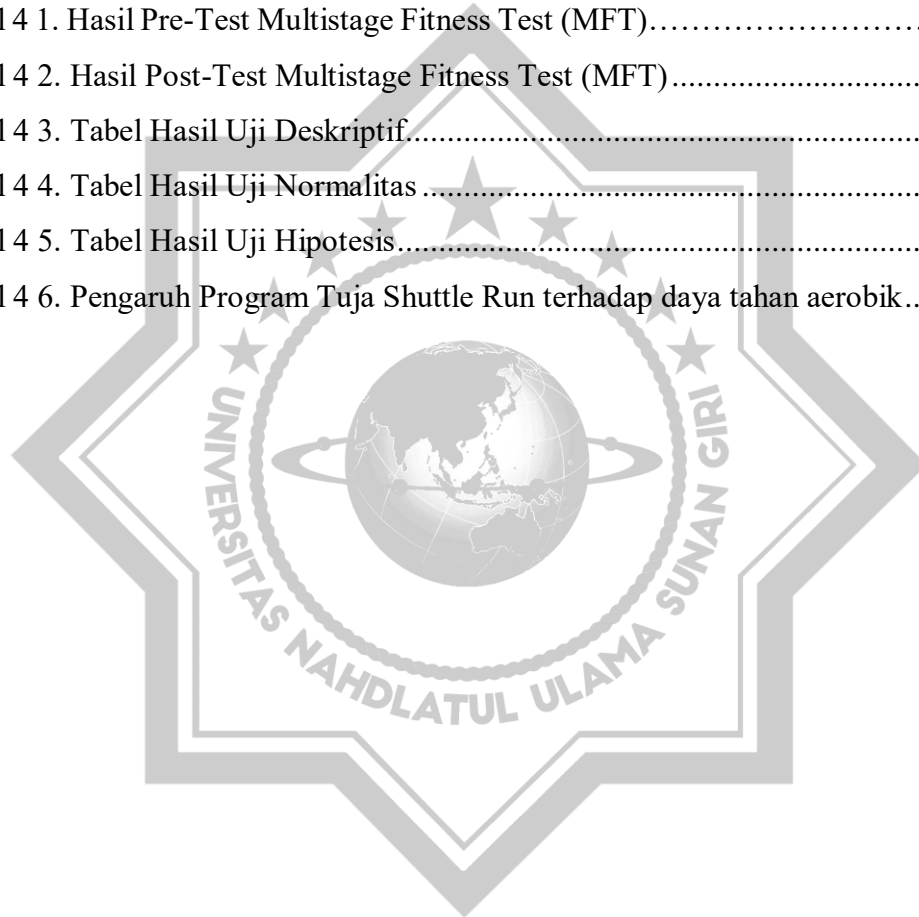 l 4 1. Hasil Pre-Test Multistage Fitness Test (MFT)............................
l 4 2. Hasil Post-Test Multistage Fitness Test (MFT)................................
l 4 3. Tabel Hasil Uji Deskriptif..................................................................
l 4 4. Tabel Hasil Uji Normalitas ................................................................
l 4 5. Tabel Hasil Uji Hipotesis...................................................................
l 4 6. Pengaruh Program Tuja Shuttle Run terhadap daya tahan aerobik..
UNIVERSITAS NAHDLATUL ULAMA SUNAN GIRI